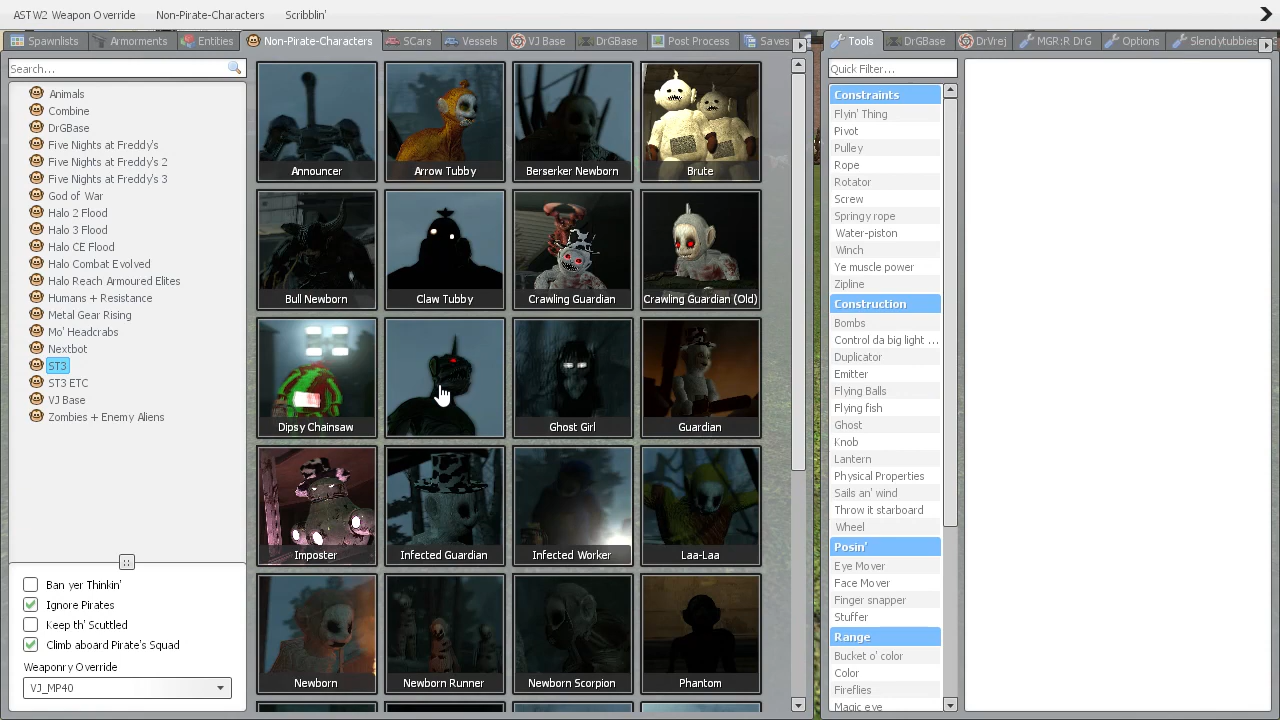 ASTW2 Weapon Override Non-Pirate-Characters Scribblin'
Spawnlists Armorments Entities Non-Pirate-Characters SCars Vessels VJ Base DrGBase Post Process Saves
Tools DrGBase DrVrej MGR:R DrG Options Slendytubbies
Search...
Animals
Combine
DrGBase
Five Nights at Freddy's
Five Nights at Freddy's 2
Five Nights at Freddy's 3
God of War
Halo 2 Flood
Halo 3 Flood
Halo CE Flood
Halo Combat Evolved
Halo Reach Armoured Elites
Humans + Resistance
Metal Gear Rising
Mo' Headcrabs
Nextbot
ST3
ST3 ETC
VJ Base
Zombies + Enemy Aliens
Ban yer Thinkin'
Ignore Pirates
Keep th' Scuttled
Climb aboard Pirate's Squad
Weaponry Override
VJ_MP40
Announcer Arrow Tubby Berserker Newborn Brute
Bull Newborn Claw Tubby Crawling Guardian Crawling Guardian (Old)
Dipsy Chainsaw Ghost Girl Guardian
Imposter Infected Guardian Infected Worker Laa-Laa
Newborn Newborn Runner Newborn Scorpion Phantom
Quick Filter...
Constraints
Flyin' Thing
Pivot
Pulley
Rope
Rotator
Screw
Springy rope
Water-piston
Winch
Ye muscle power
Zipline
Construction
Bombs
Control da big light ...
Duplicator
Emitter
Flying Balls
Flying fish
Ghost
Knob
Lantern
Physical Properties
Sails an' wind
Throw it starboard
Wheel
Posin'
Eye Mover
Face Mover
Finger snapper
Stuffer
Range
Bucket o' color
Color
Fireflies
Magic eye